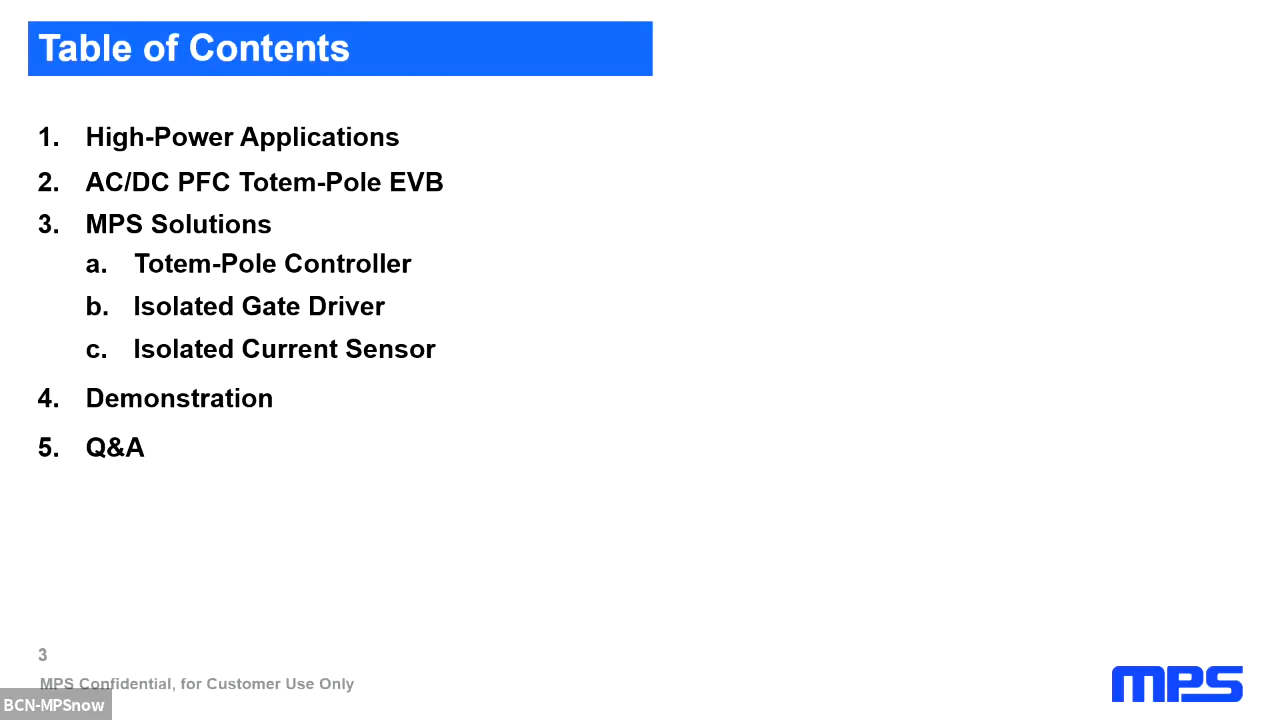 Table of Contents
1. High-Power Applications
2. AC/DC PFC Totem-Pole EVB
3. MPS Solutions
a. Totem-Pole Controller
b. Isolated Gate Driver
c. Isolated Current Sensor
4. Demonstration
5. Q&A
3
MPS Confidential, for Customer Use Only
BCN-MPSnow
MPS